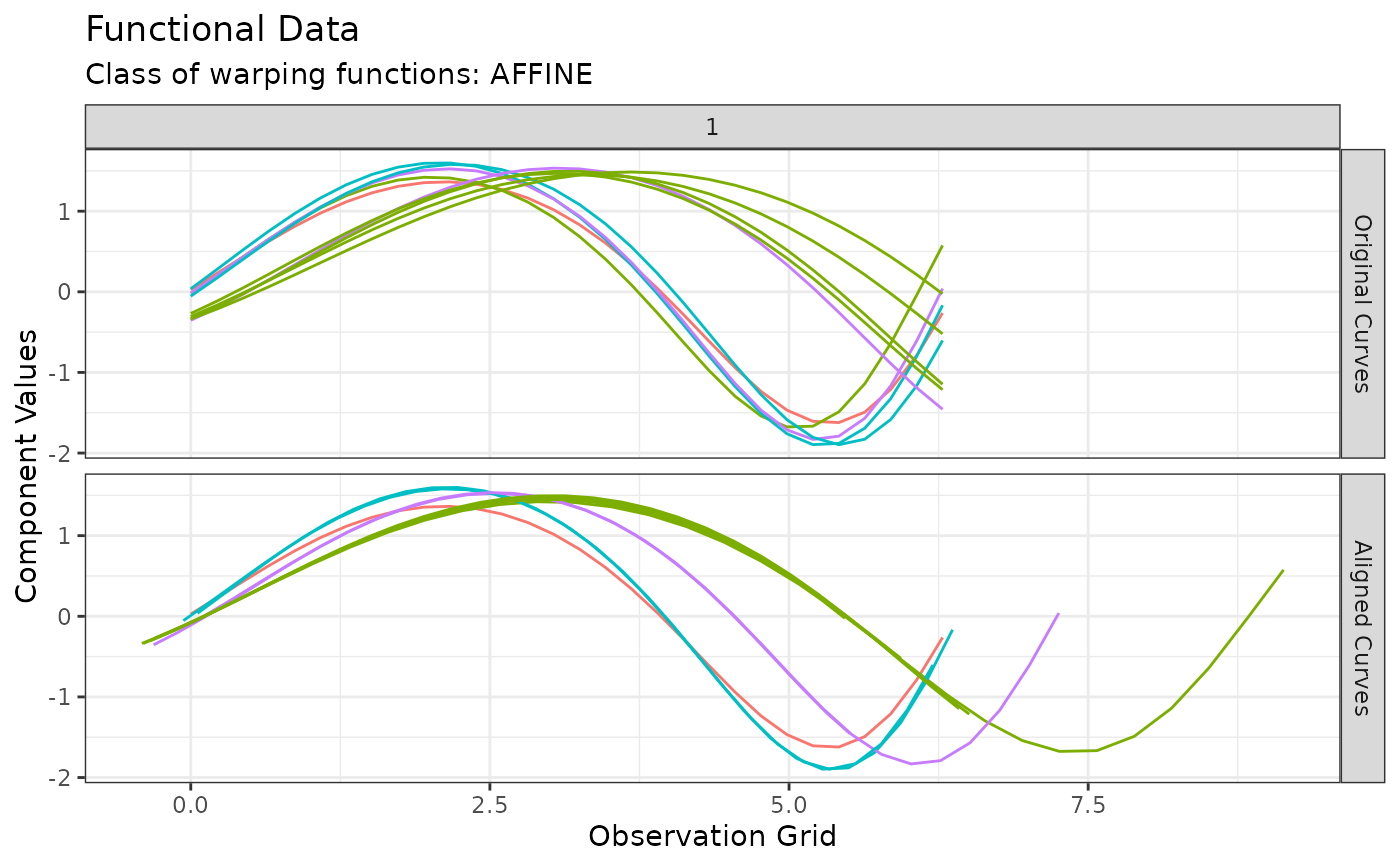 Functional Data
Class of warping functions: AFFINE
1
Component Values
1
0
-1
-2
Original Curves
1
0
-1
-2
Aligned Curves
0.0 2.5 5.0 7.5
Observation Grid